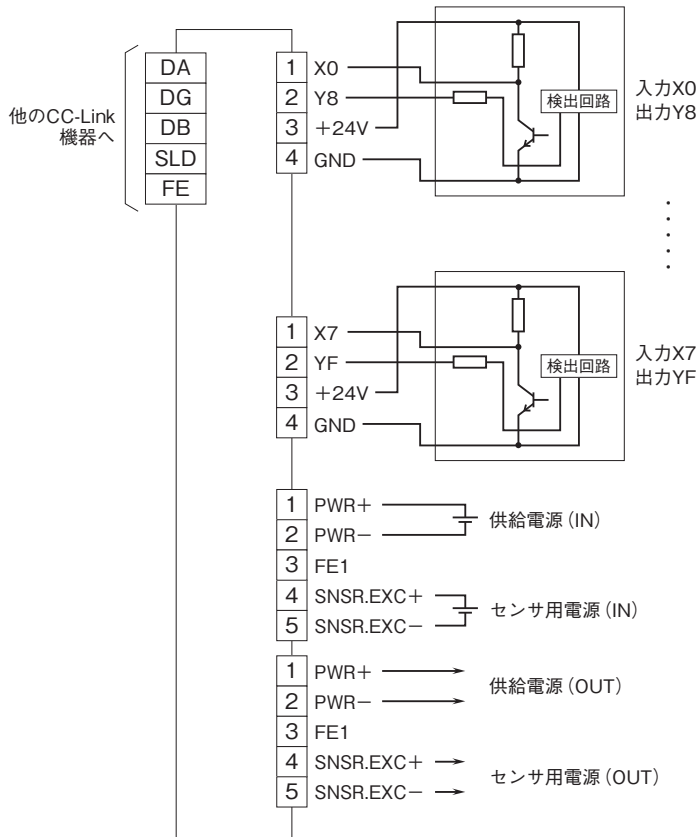 他のCC-Link
機器へ
DA
DG
DB
SLD
FE
1 X0
2 Y8
3 +24V
4 GND
検出回路
入力X0
出力Y8
1 X7
2 YF
3 +24V
4 GND
検出回路
入力X7
出力YF
1 PWR+
2 PWR−
3 FE1
4 SNSR.EXC+
5 SNSR.EXC−
供給電源(IN)
センサ用電源(IN)
1 PWR+
2 PWR−
3 FE1
4 SNSR.EXC+
5 SNSR.EXC−
供給電源(OUT)
センサ用電源(OUT)